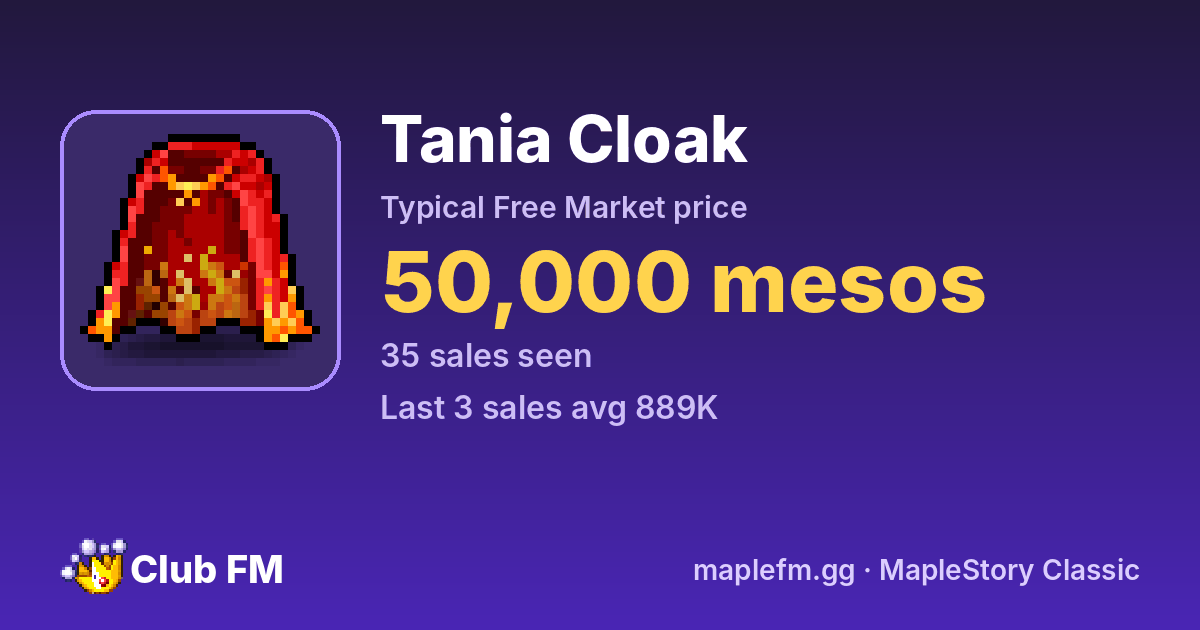 Tania Cloak
Typical Free Market price
50,000 mesos
35 sales seen
Last 3 sales avg 889K
Club FM
maplefm.gg · MapleStory Classic